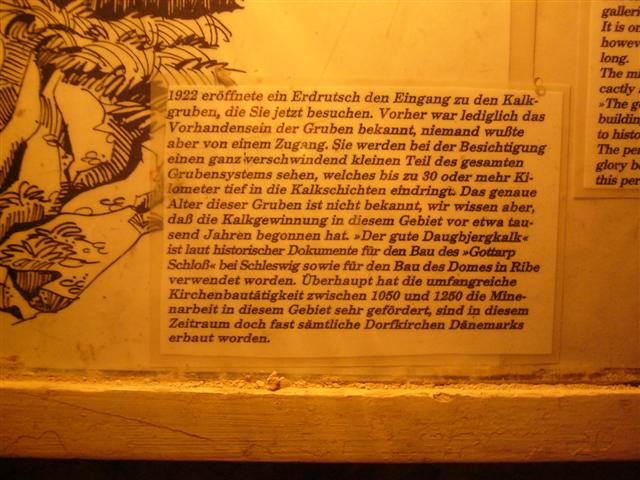 1922 eröffnete ein Erdrutsch den Eingang zu den Kalk-
gruben, die Sie jetzt besuchen. Vorher war lediglich das
Vorhandensein der Gruben bekannt, niemand wußte
aber von einem Zugang. Sie werden bei der Besichtigung
einen ganz verschwindend kleinen Teil des gesamten
Grubensystems sehen, welches bis zu 30 oder mehr Ki-
lometer tief in die Kalkschichten eindringt. Das genaue
Alter dieser Gruben ist nicht bekannt, wir wissen aber,
daß die Kalkgewinnung in diesem Gebiet vor etwa tau-
send Jahren begonnen hat. »Der gute Daugbjergkalk«
ist laut historischer Dokumente für den Bau des »Gottarp
Schloß« bei Schleswig sowie für den Bau des Domes in Ribe
verwendet worden. Überhaupt hat die umfangreiche
Kirchenbautätigkeit zwischen 1050 und 1250 die Mine-
narbeit in diesem Gebiet sehr gefördert, sind in diesem
Zeitraum doch fast sämtliche Dorfkirchen Dänemarks
erbaut worden.
galleri
It is on
howev
long.
The m
cactly
»The g
building
to histo
The per
glory be
this per